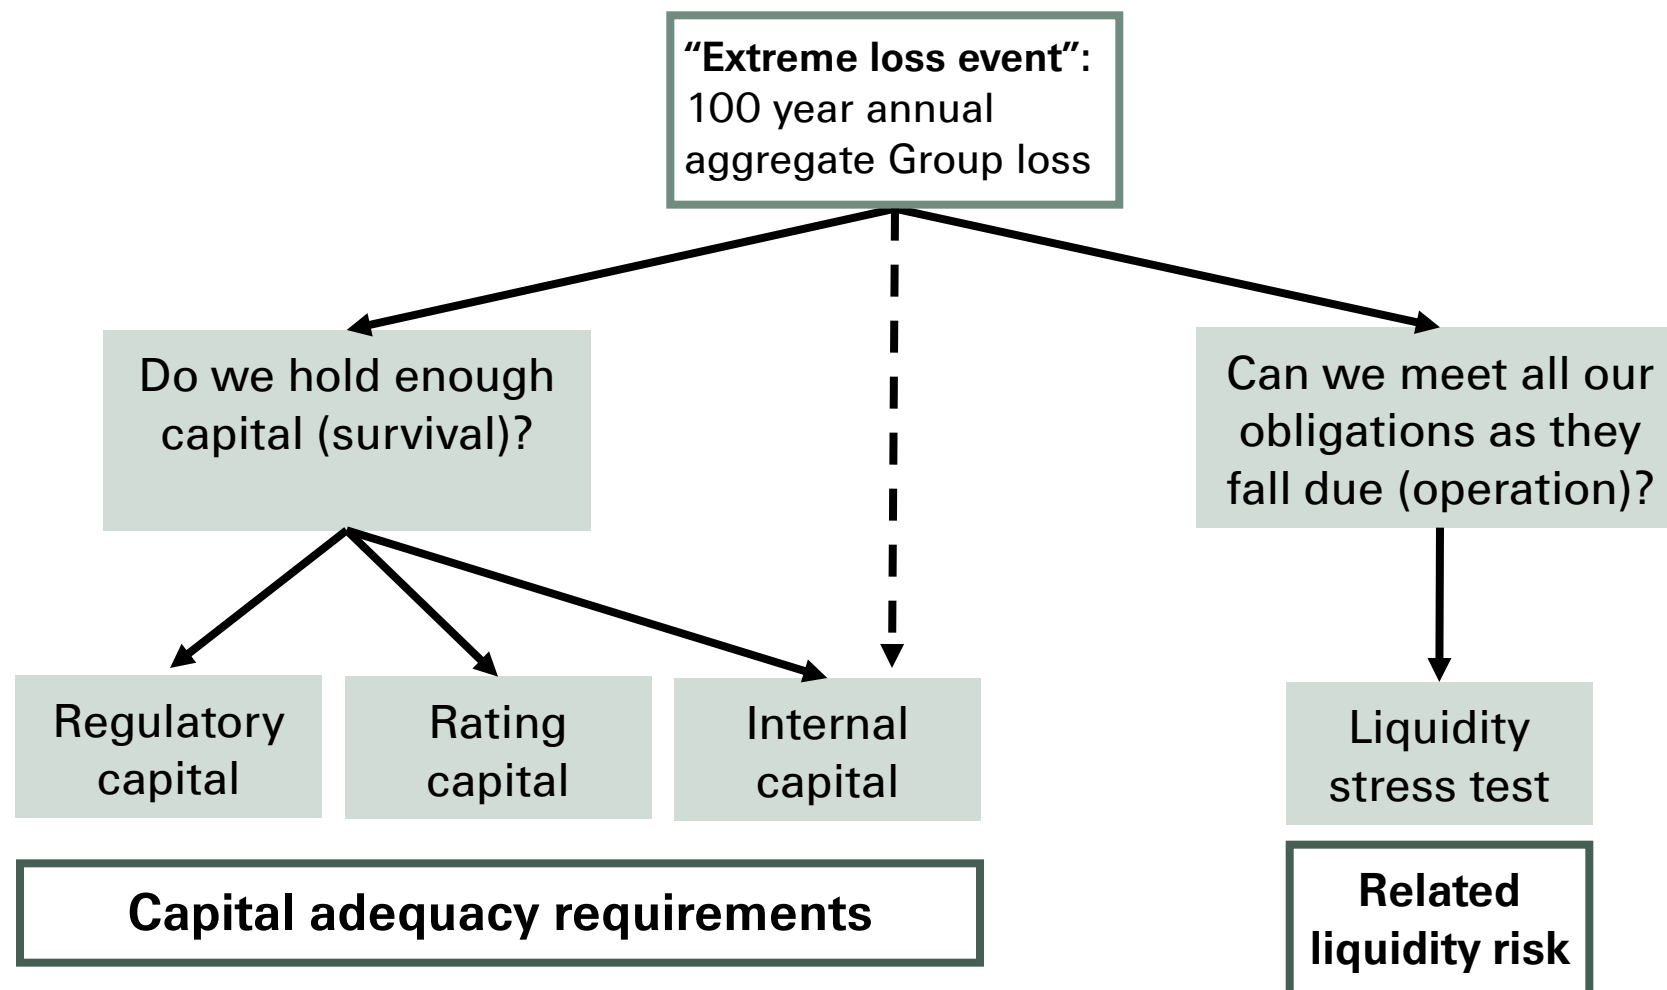 “Extreme loss event”:
100 year annual
aggregate Group loss
Do we hold enough
capital (survival)?
Can we meet all our
obligations as they
fall due (operation)?
Regulatory
capital
Rating
capital
Internal
capital
Liquidity
stress test
Capital adequacy requirements
Related
liquidity risk